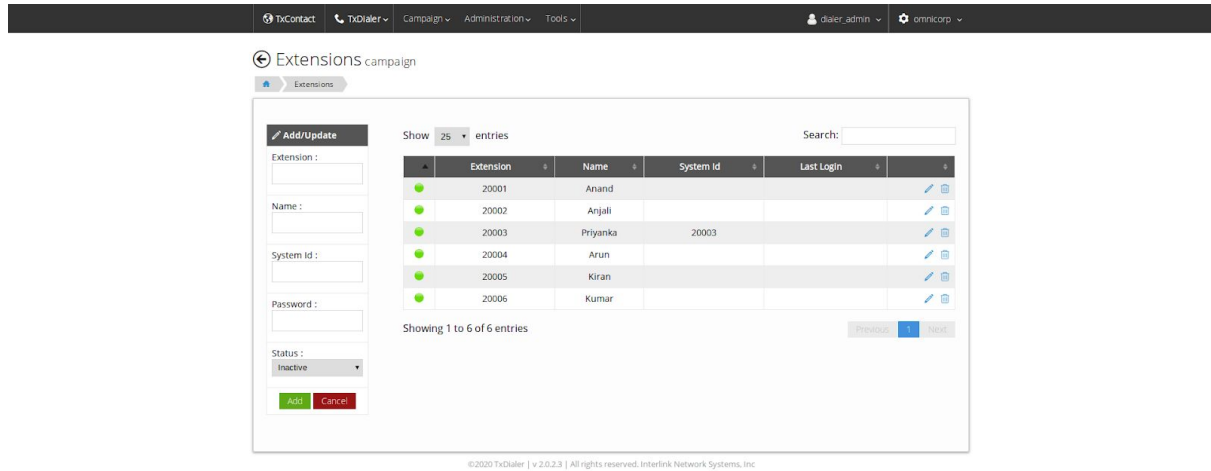 TxContact TxDialer Campaign Administration Tools dialer_admin omnicorp
Extensions campaign
Extensions
Add/Update
Extension :
Name :
System Id :
Password :
Status :
Inactive
Add Cancel
Show 25 entries Search:
Extension Name System Id Last Login
20001 Anand
20002 Anjali
20003 Priyanka 20003
20004 Arun
20005 Kiran
20006 Kumar
Showing 1 to 6 of 6 entries Previous 1 Next
©2020 TxDialer | v 2.0.2.3 | All rights reserved. Interlink Network Systems, Inc